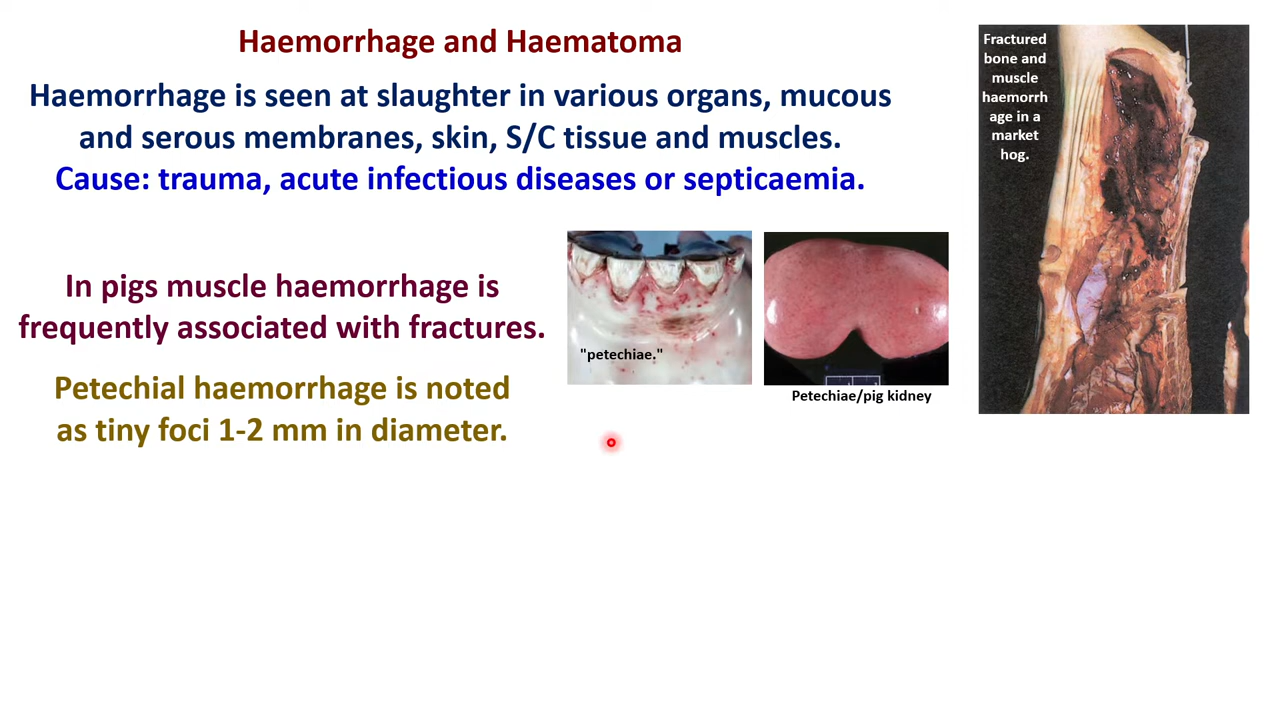 Haemorrhage and Haematoma
Haemorrhage is seen at slaughter in various organs, mucous
and serous membranes, skin, S/C tissue and muscles.
Cause: trauma, acute infectious diseases or septicaemia.
In pigs muscle haemorrhage is
frequently associated with fractures.
Petechial haemorrhage is noted
as tiny foci 1-2 mm in diameter.
"petechiae."
Petechiae/pig kidney
Fractured
bone and
muscle
haemorrh
age in a
market
hog.